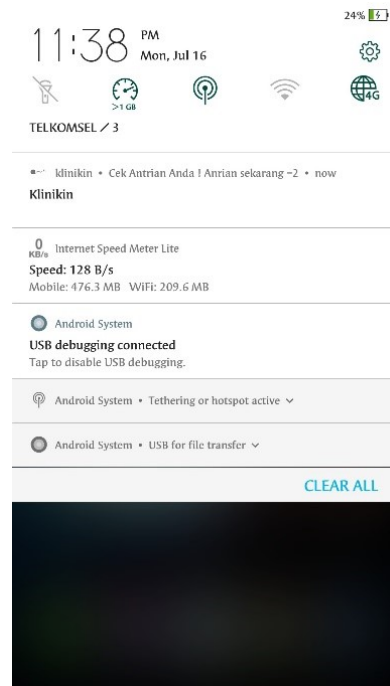 24%
11:38 PM
Mon, Jul 16
>1 GB
4G
TELKOMSEL / 3
klinikin • Cek Antrian Anda ! Anrian sekarang -2 • now
Klinikin
0 KB/s Internet Speed Meter Lite
Speed: 128 B/s
Mobile: 476.3 MB WiFi: 209.6 MB
Android System
USB debugging connected
Tap to disable USB debugging.
Android System • Tethering or hotspot active
Android System • USB for file transfer
CLEAR ALL